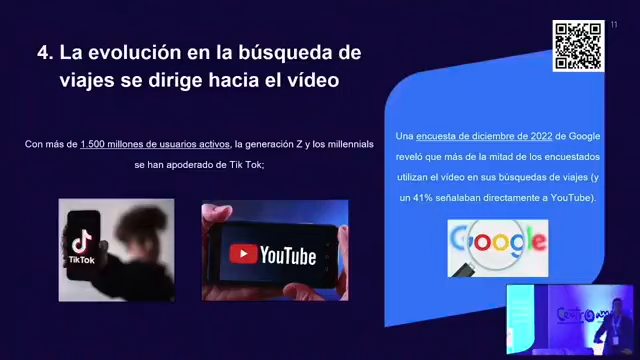 11
4. La evolución en la búsqueda de
viajes se dirige hacia el vídeo
Con más de 1.500 millones de usuarios activos, la generación Z y los millennials
se han apoderado de Tik Tok;
Una encuesta de diciembre de 2022 de Google
reveló que más de la mitad de los encuestados
utilizan el vídeo en sus búsquedas de viajes (y
un 41% señalaban directamente a YouTube).
TikTok
YouTube
Google